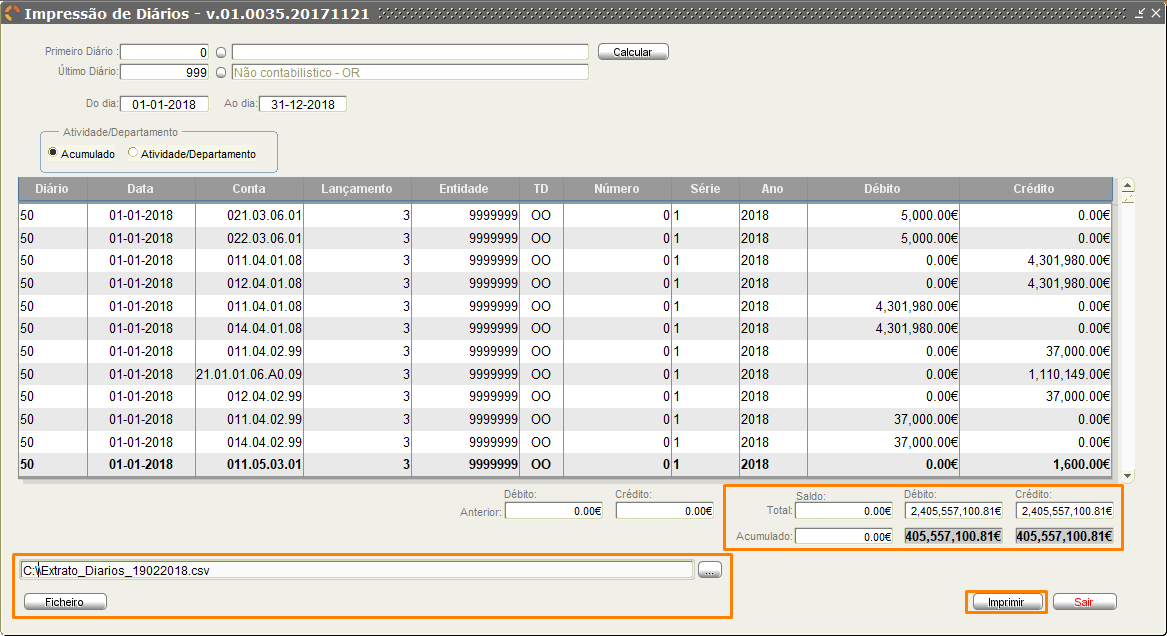 Impressão de Diários - v.01.0035.20171121
Primeiro Diário : 0 Calcular
Último Diário: 999 Não contabilistico - OR
Do dia: 01-01-2018 Ao dia: 31-12-2018
Atividade/Departamento
Acumulado Atividade/Departamento
Diário Data Conta Lançamento Entidade TD Número Série Ano Débito Crédito
50 01-01-2018 021.03.06.01 3 9999999 OO 0 1 2018 5,000.00€ 0.00€
50 01-01-2018 022.03.06.01 3 9999999 OO 0 1 2018 5,000.00€ 0.00€
50 01-01-2018 011.04.01.08 3 9999999 OO 0 1 2018 0.00€ 4,301,980.00€
50 01-01-2018 012.04.01.08 3 9999999 OO 0 1 2018 0.00€ 4,301,980.00€
50 01-01-2018 011.04.01.08 3 9999999 OO 0 1 2018 4,301,980.00€ 0.00€
50 01-01-2018 014.04.01.08 3 9999999 OO 0 1 2018 4,301,980.00€ 0.00€
50 01-01-2018 011.04.02.99 3 9999999 OO 0 1 2018 0.00€ 37,000.00€
50 01-01-2018 21.01.01.06.A0.09 3 9999999 OO 0 1 2018 0.00€ 1,110,149.00€
50 01-01-2018 012.04.02.99 3 9999999 OO 0 1 2018 0.00€ 37,000.00€
50 01-01-2018 011.04.02.99 3 9999999 OO 0 1 2018 37,000.00€ 0.00€
50 01-01-2018 014.04.02.99 3 9999999 OO 0 1 2018 37,000.00€ 0.00€
50 01-01-2018 011.05.03.01 3 9999999 OO 0 1 2018 0.00€ 1,600.00€
Débito: Crédito: Saldo: Débito: Crédito:
Anterior: 0.00€ 0.00€ Total: 0.00€ 2,405,557,100.81€ 2,405,557,100.81€
Acumulado: 0.00€ 405,557,100.81€ 405,557,100.81€
C:\\Extrato_Diarios_19022018.csv ...
Ficheiro Imprimir Sair